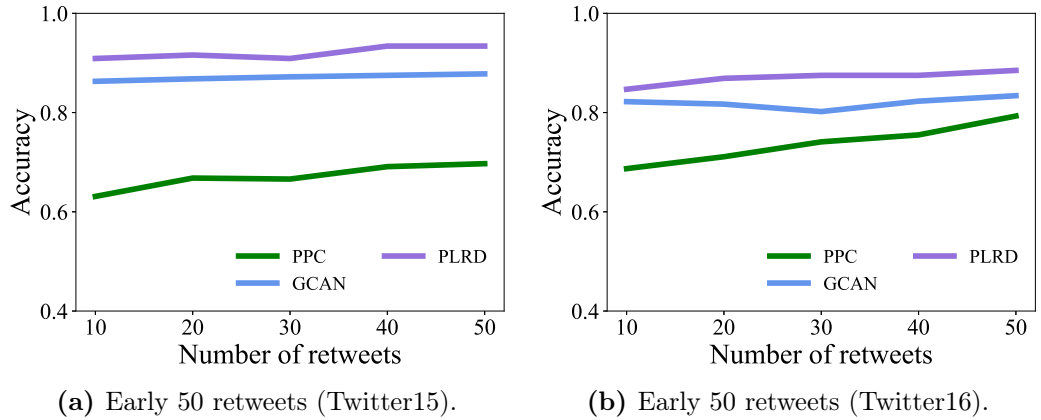 1.0
0.8
0.6
0.4
Accuracy
PPC
GCAN
PLRD
10 20 30 40 50
Number of retweets
(a) Early 50 retweets (Twitter15).
1.0
0.8
0.6
0.4
Accuracy
PPC
GCAN
PLRD
10 20 30 40 50
Number of retweets
(b) Early 50 retweets (Twitter16).